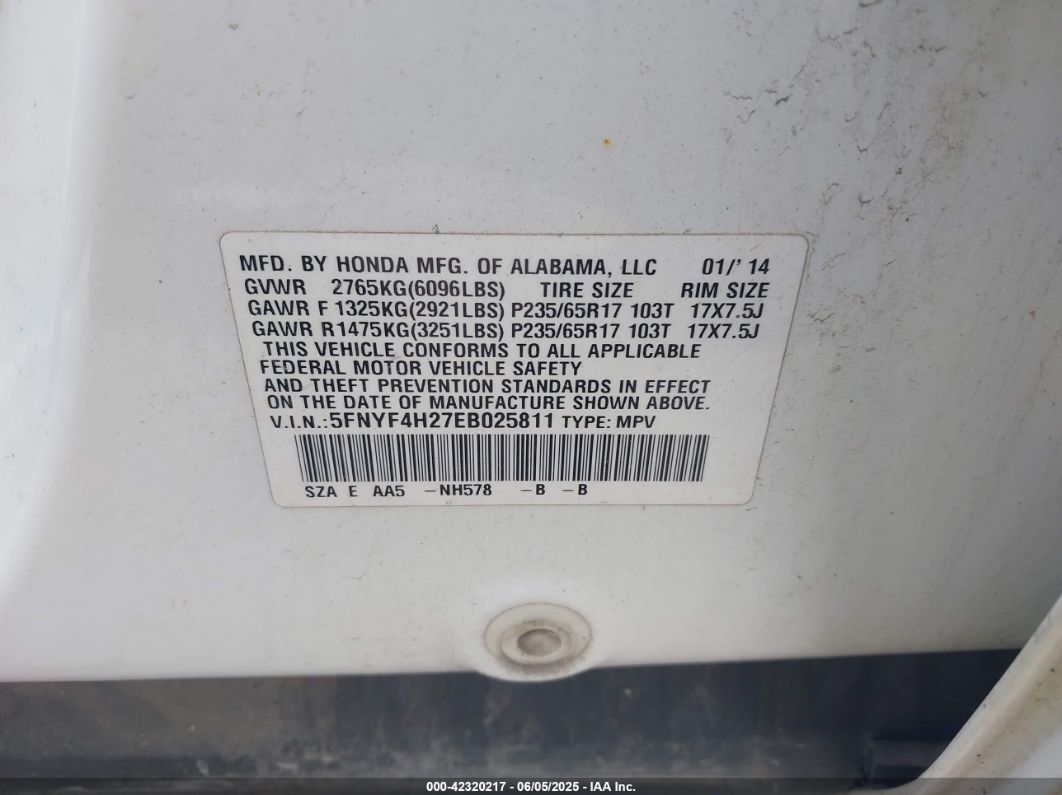 MFD. BY HONDA MFG. OF ALABAMA, LLC 01/' 14
GVWR 2765KG(6096LBS) TIRE SIZE RIM SIZE
GAWR F 1325KG(2921LBS) P235/65R17 103T 17X7.5J
GAWR R1475KG(3251LBS) P235/65R17 103T 17X7.5J
THIS VEHICLE CONFORMS TO ALL APPLICABLE
FEDERAL MOTOR VEHICLE SAFETY
AND THEFT PREVENTION STANDARDS IN EFFECT
ON THE DATE OF MANUFACTURE SHOWN ABOVE.
V.I.N.:5FNYF4H27EB025811 TYPE: MPV
SZA E AA5 -NH578 -B -B
000-42320217 - 06/05/2025 - IAA Inc.